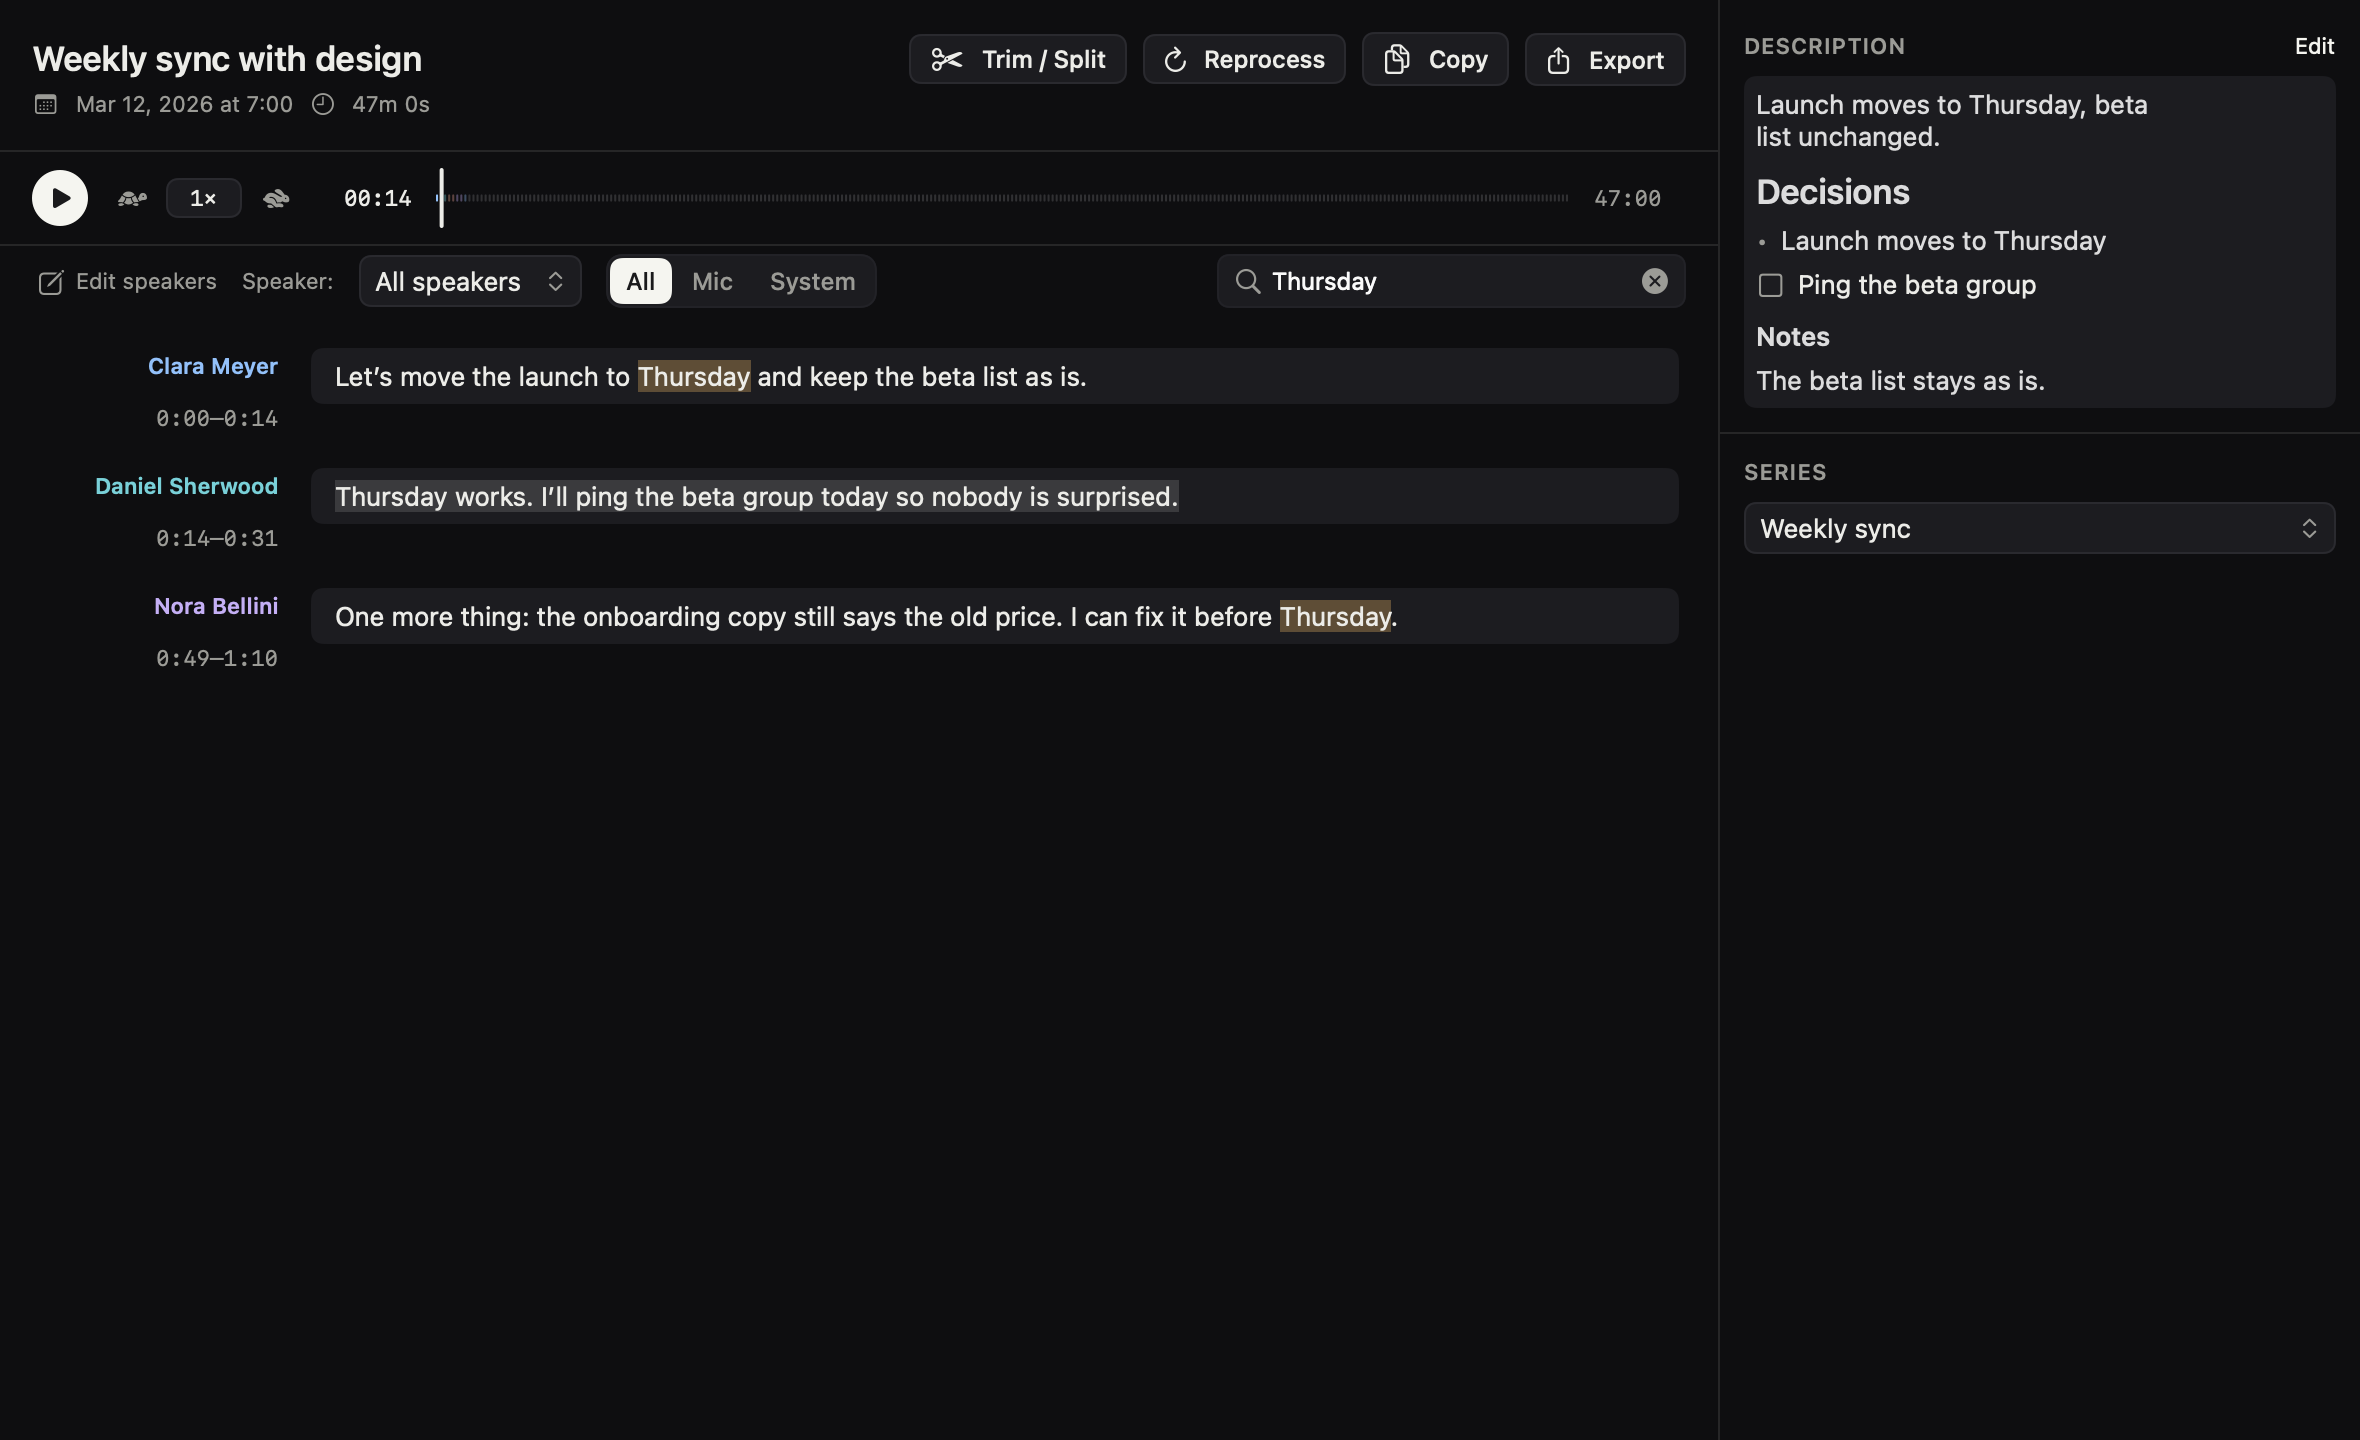 Weekly sync with design
Mar 12, 2026 at 7:00 47m 0s
Trim / Split
Reprocess
Copy
Export
1×
00:14
47:00
Edit speakers
Speaker:
All speakers
All
Mic
System
Thursday
Clara Meyer
0:00–0:14
Let’s move the launch to Thursday and keep the beta list as is.
Daniel Sherwood
0:14–0:31
Thursday works. I’ll ping the beta group today so nobody is surprised.
Nora Bellini
0:49–1:10
One more thing: the onboarding copy still says the old price. I can fix it before Thursday.
DESCRIPTION
Edit
Launch moves to Thursday, beta
list unchanged.
Decisions
• Launch moves to Thursday
Ping the beta group
Notes
The beta list stays as is.
SERIES
Weekly sync